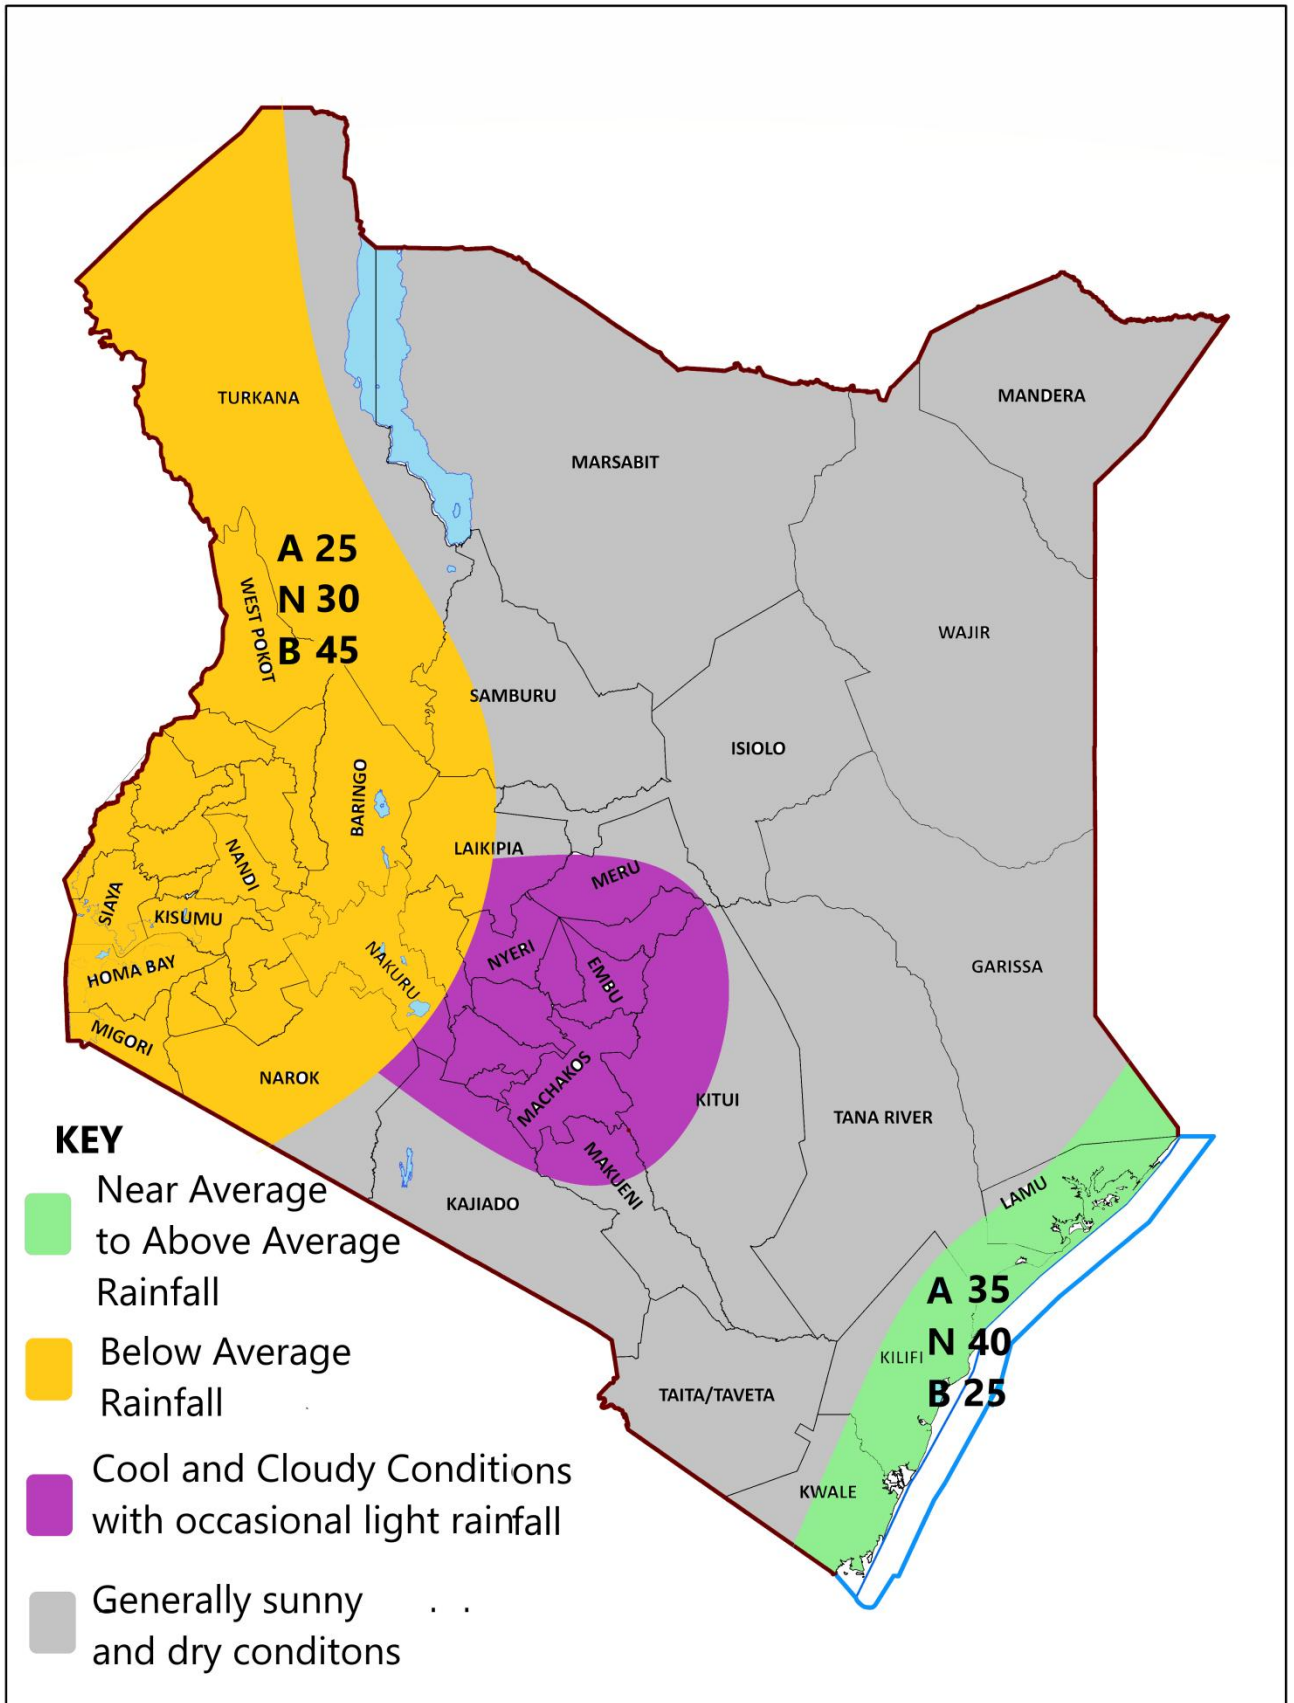 TURKANA
MANDERA
MARSABIT
A 25
N 30
B 45
WEST POKOT
WAJIR
SAMBURU
ISIOLO
BARINGO
LAIKIPIA
NANDI
MERU
SIAYA
KISUMU
NYERI
EMBU
NAKURU
HOMA BAY
GARISSA
MIGORI
NAROK
MACHAKOS
KITUI
TANA RIVER
MAKUENI
LAMU
KAJIADO
A 35
N 40
B 25
KILIFI
TAITA/TAVETA
KWALE
KEY
Near Average
to Above Average
Rainfall
Below Average
Rainfall
Cool and Cloudy Conditions
with occasional light rainfall
Generally sunny
and dry conditons